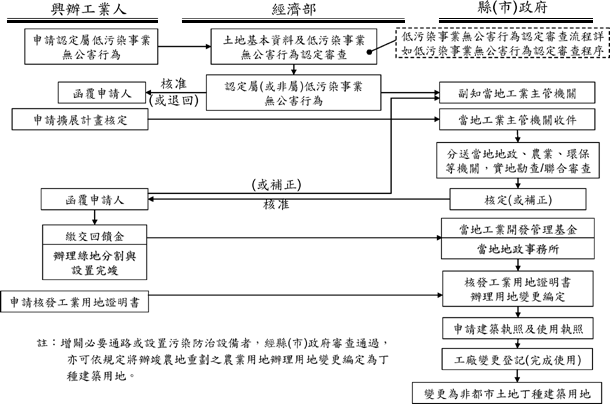 興辦工業人
經濟部
縣(市)政府
申請認定屬低污染事業
無公害行為
土地基本資料及低污染事業
無公害行為認定審查
低污染事業無公害行為認定審查流程詳
如低污染事業無公害行為認定審查程序
函覆申請人
核准
(或退回)
認定屬(或非屬)低污染事業
無公害行為
副知當地工業主管機關
申請擴展計畫核定
當地工業主管機關收件
分送當地地政、農業、環保
等機關，實地勘查/聯合審查
(或補正)
函覆申請人
核准
核定(或補正)
繳交回饋金
當地工業開發管理基金
辦理綠地分割與
設置完竣
當地地政事務所
申請核發工業用地證明書
核發工業用地證明書
辦理用地變更編定
申請建築執照及使用執照
工廠變更登記(完成使用)
變更為非都市土地丁種建築用地
註：增闢必要通路或設置污染防治設備者，經縣(市)政府審查通過，
亦可依規定將辦竣農地重劃之農業用地辦理用地變更編定為丁
種建築用地。